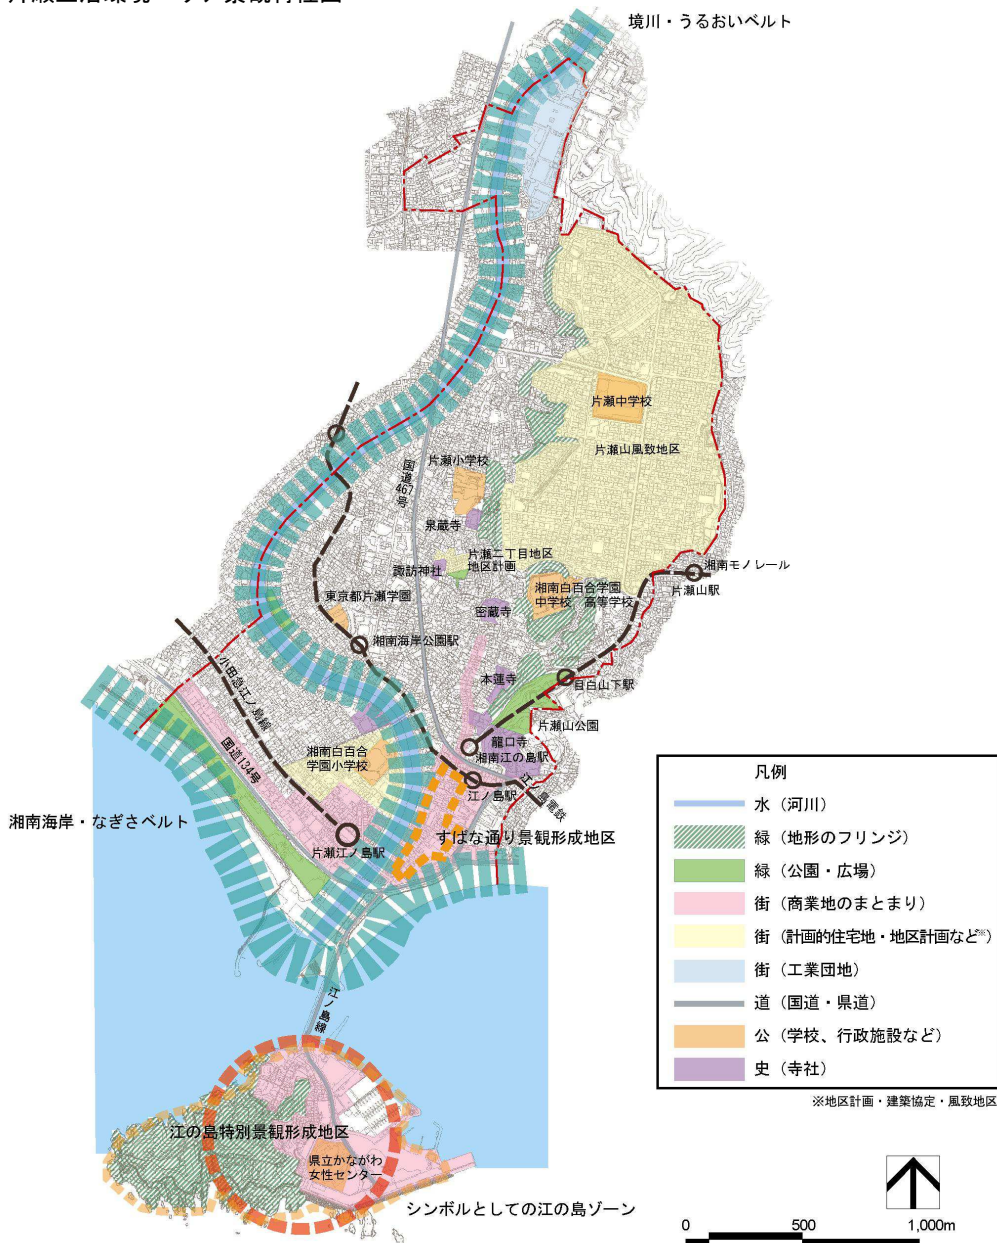 境川・うるおいベルト
片瀬中学校
片瀬山風致地区
国道467号
片瀬小学校
泉蔵寺
片瀬二丁目地区
地区計画
諏訪神社
湘南モノレール
片瀬山駅
湘南白百合学園
中学校　高等学校
東京都片瀬学園
密蔵寺
湘南海岸公園駅
本蓮寺
目白山下駅
小田急江ノ島線
片瀬山公園
龍口寺
湘南江の島駅
国道134号
湘南白百合
学園小学校
江ノ島駅
江ノ島電鉄
湘南海岸・なぎさベルト
すばな通り景観形成地区
片瀬江ノ島駅
江ノ島線
江の島特別景観形成地区
県立かながわ
女性センター
シンボルとしての江の島ゾーン
凡例
水（河川）
緑（地形のフリンジ）
緑（公園・広場）
街（商業地のまとまり）
街（計画的住宅地・地区計画など※）
街（工業団地）
道（国道・県道）
公（学校、行政施設など）
史（寺社）
※地区計画・建築協定・風致地区
0 500 1,000m